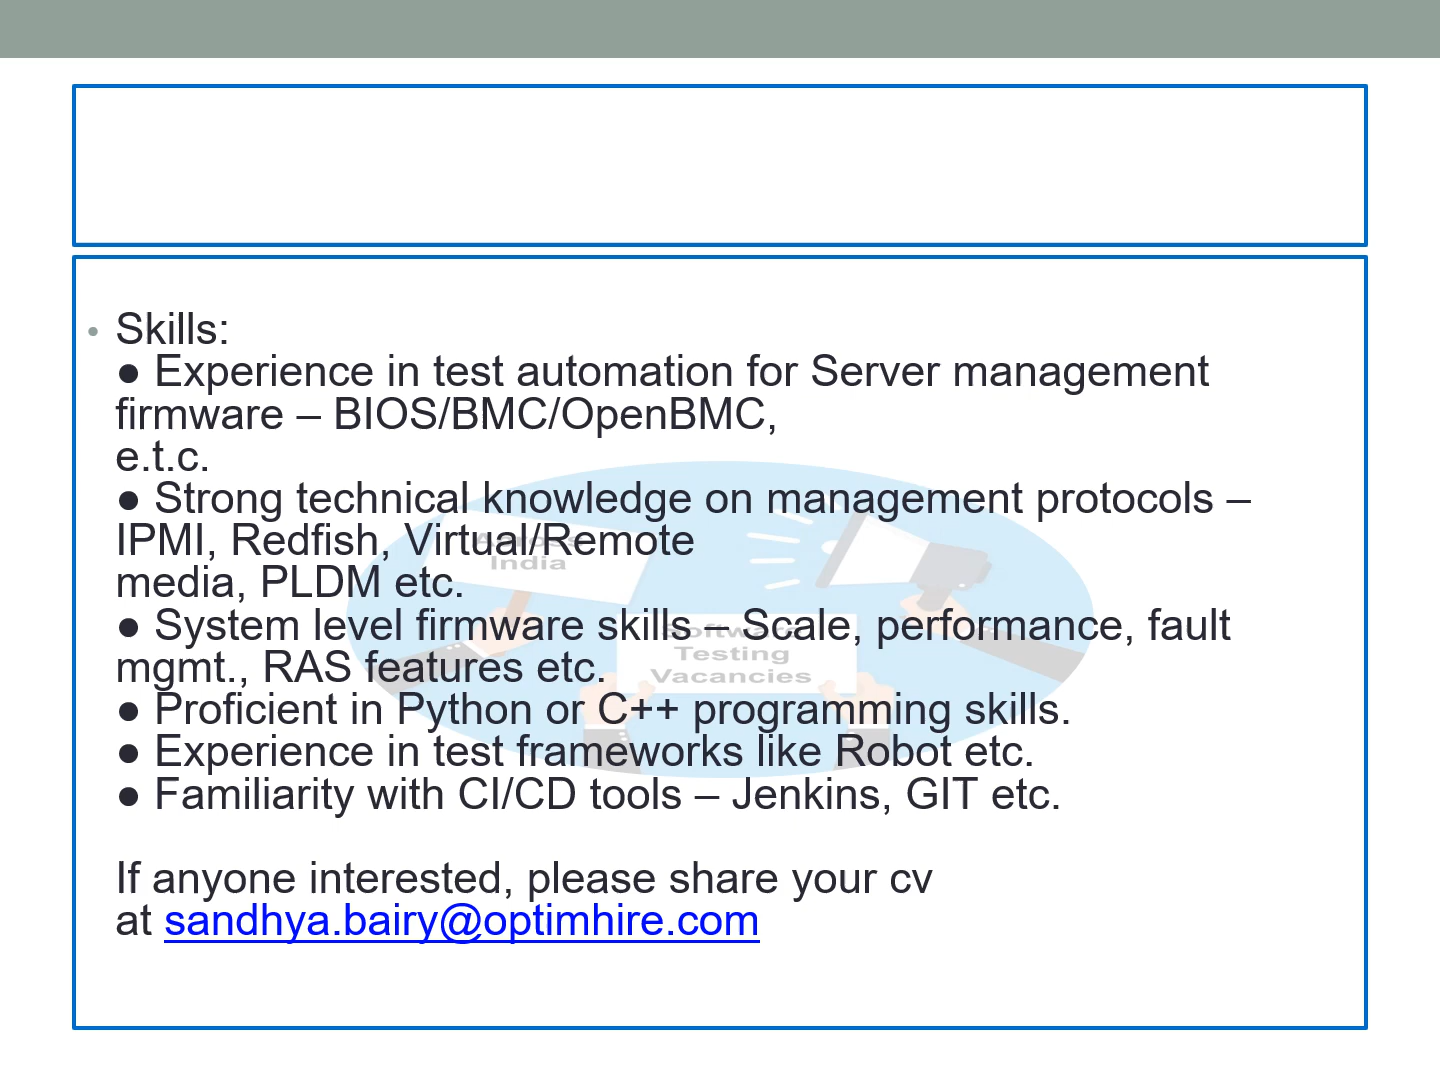 • Skills:
● Experience in test automation for Server management
firmware – BIOS/BMC/OpenBMC,
e.t.c.
● Strong technical knowledge on management protocols –
IPMI, Redfish, Virtual/Remote
media, PLDM etc.
● System level firmware skills – Scale, performance, fault
mgmt., RAS features etc.
● Proficient in Python or C++ programming skills.
● Experience in test frameworks like Robot etc.
● Familiarity with CI/CD tools – Jenkins, GIT etc.
If anyone interested, please share your cv
at sandhya.bairy@optimhire.com
Across
India
Software
Testing
Vacancies